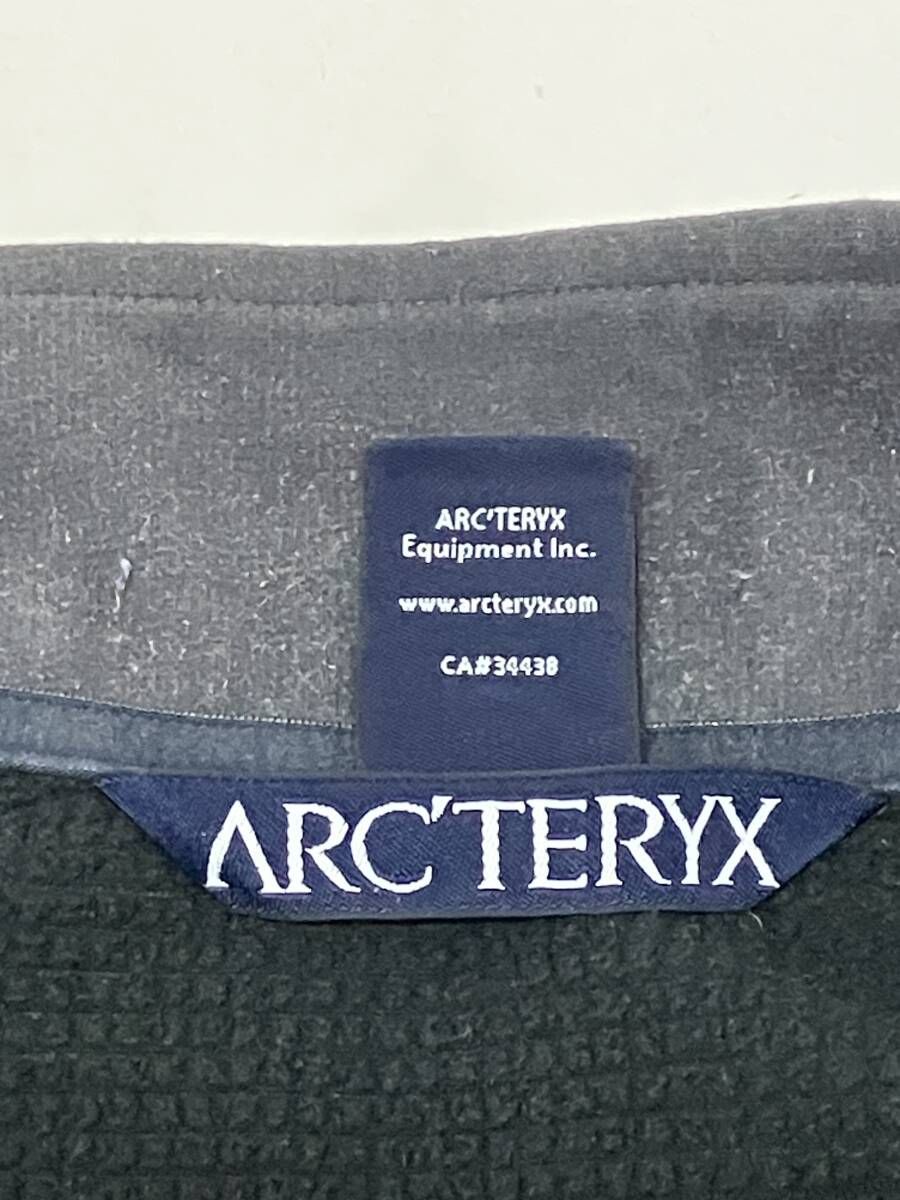 ARC'TERYX
Equipment Inc.
www.arcteryx.com
CA#34438
ARC'TERYX